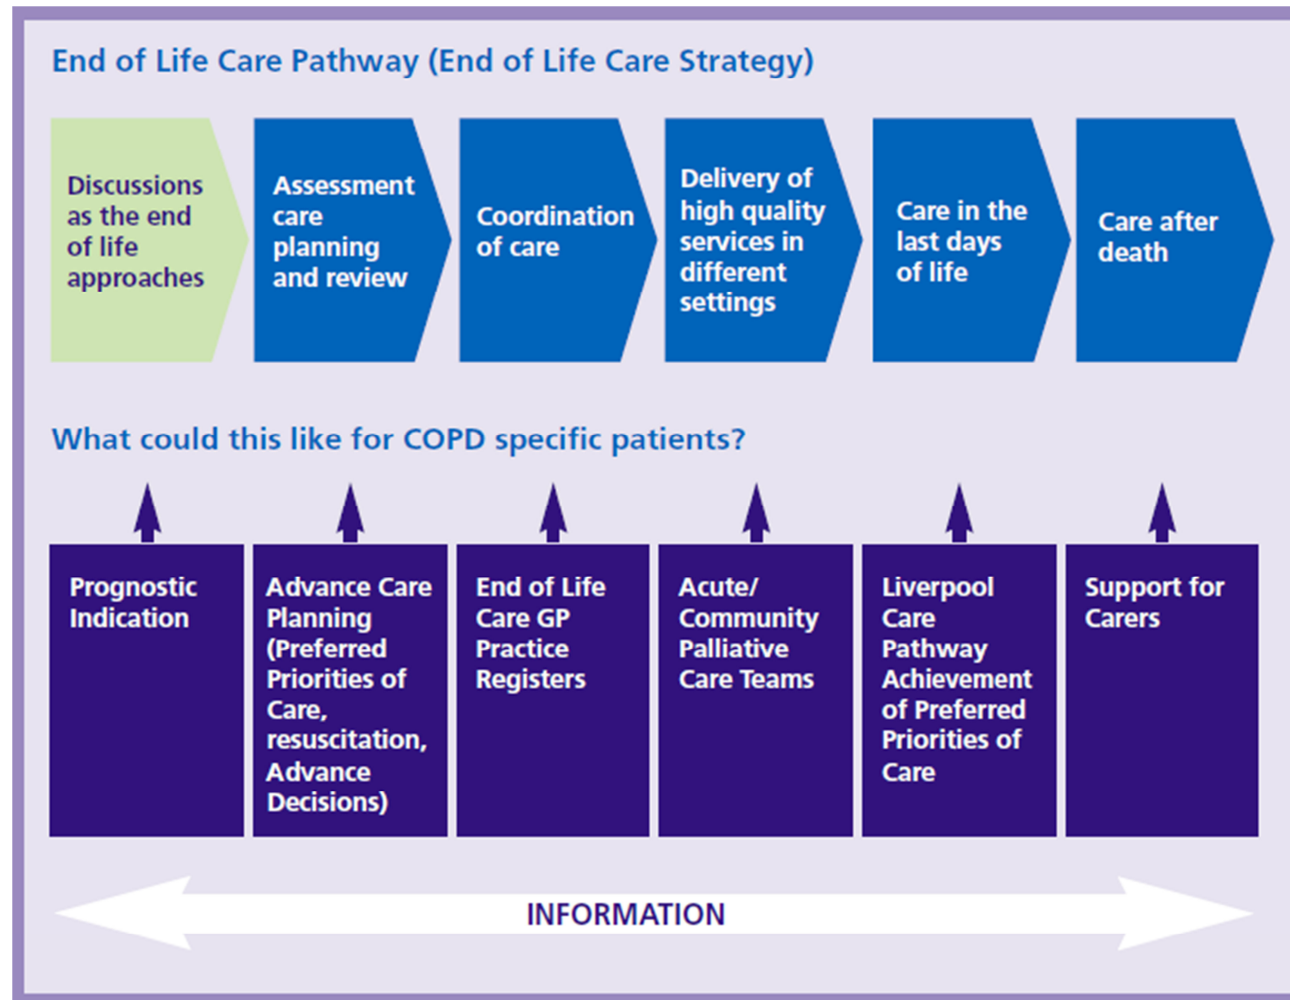 End of Life Care Pathway (End of Life Care Strategy)
Discussions
as the end
of life
approaches
Assessment
care
planning
and review
Coordination
of care
Delivery of
high quality
services in
different
settings
Care in the
last days
of life
Care after
death
What could this like for COPD specific patients?
Prognostic
Indication
Advance Care
Planning
(Preferred
Priorities of
Care,
resuscitation,
Advance
Decisions)
End of Life
Care GP
Practice
Registers
Acute/
Community
Palliative
Care Teams
Liverpool
Care
Pathway
Achievement
of Preferred
Priorities of
Care
Support for
Carers
INFORMATION